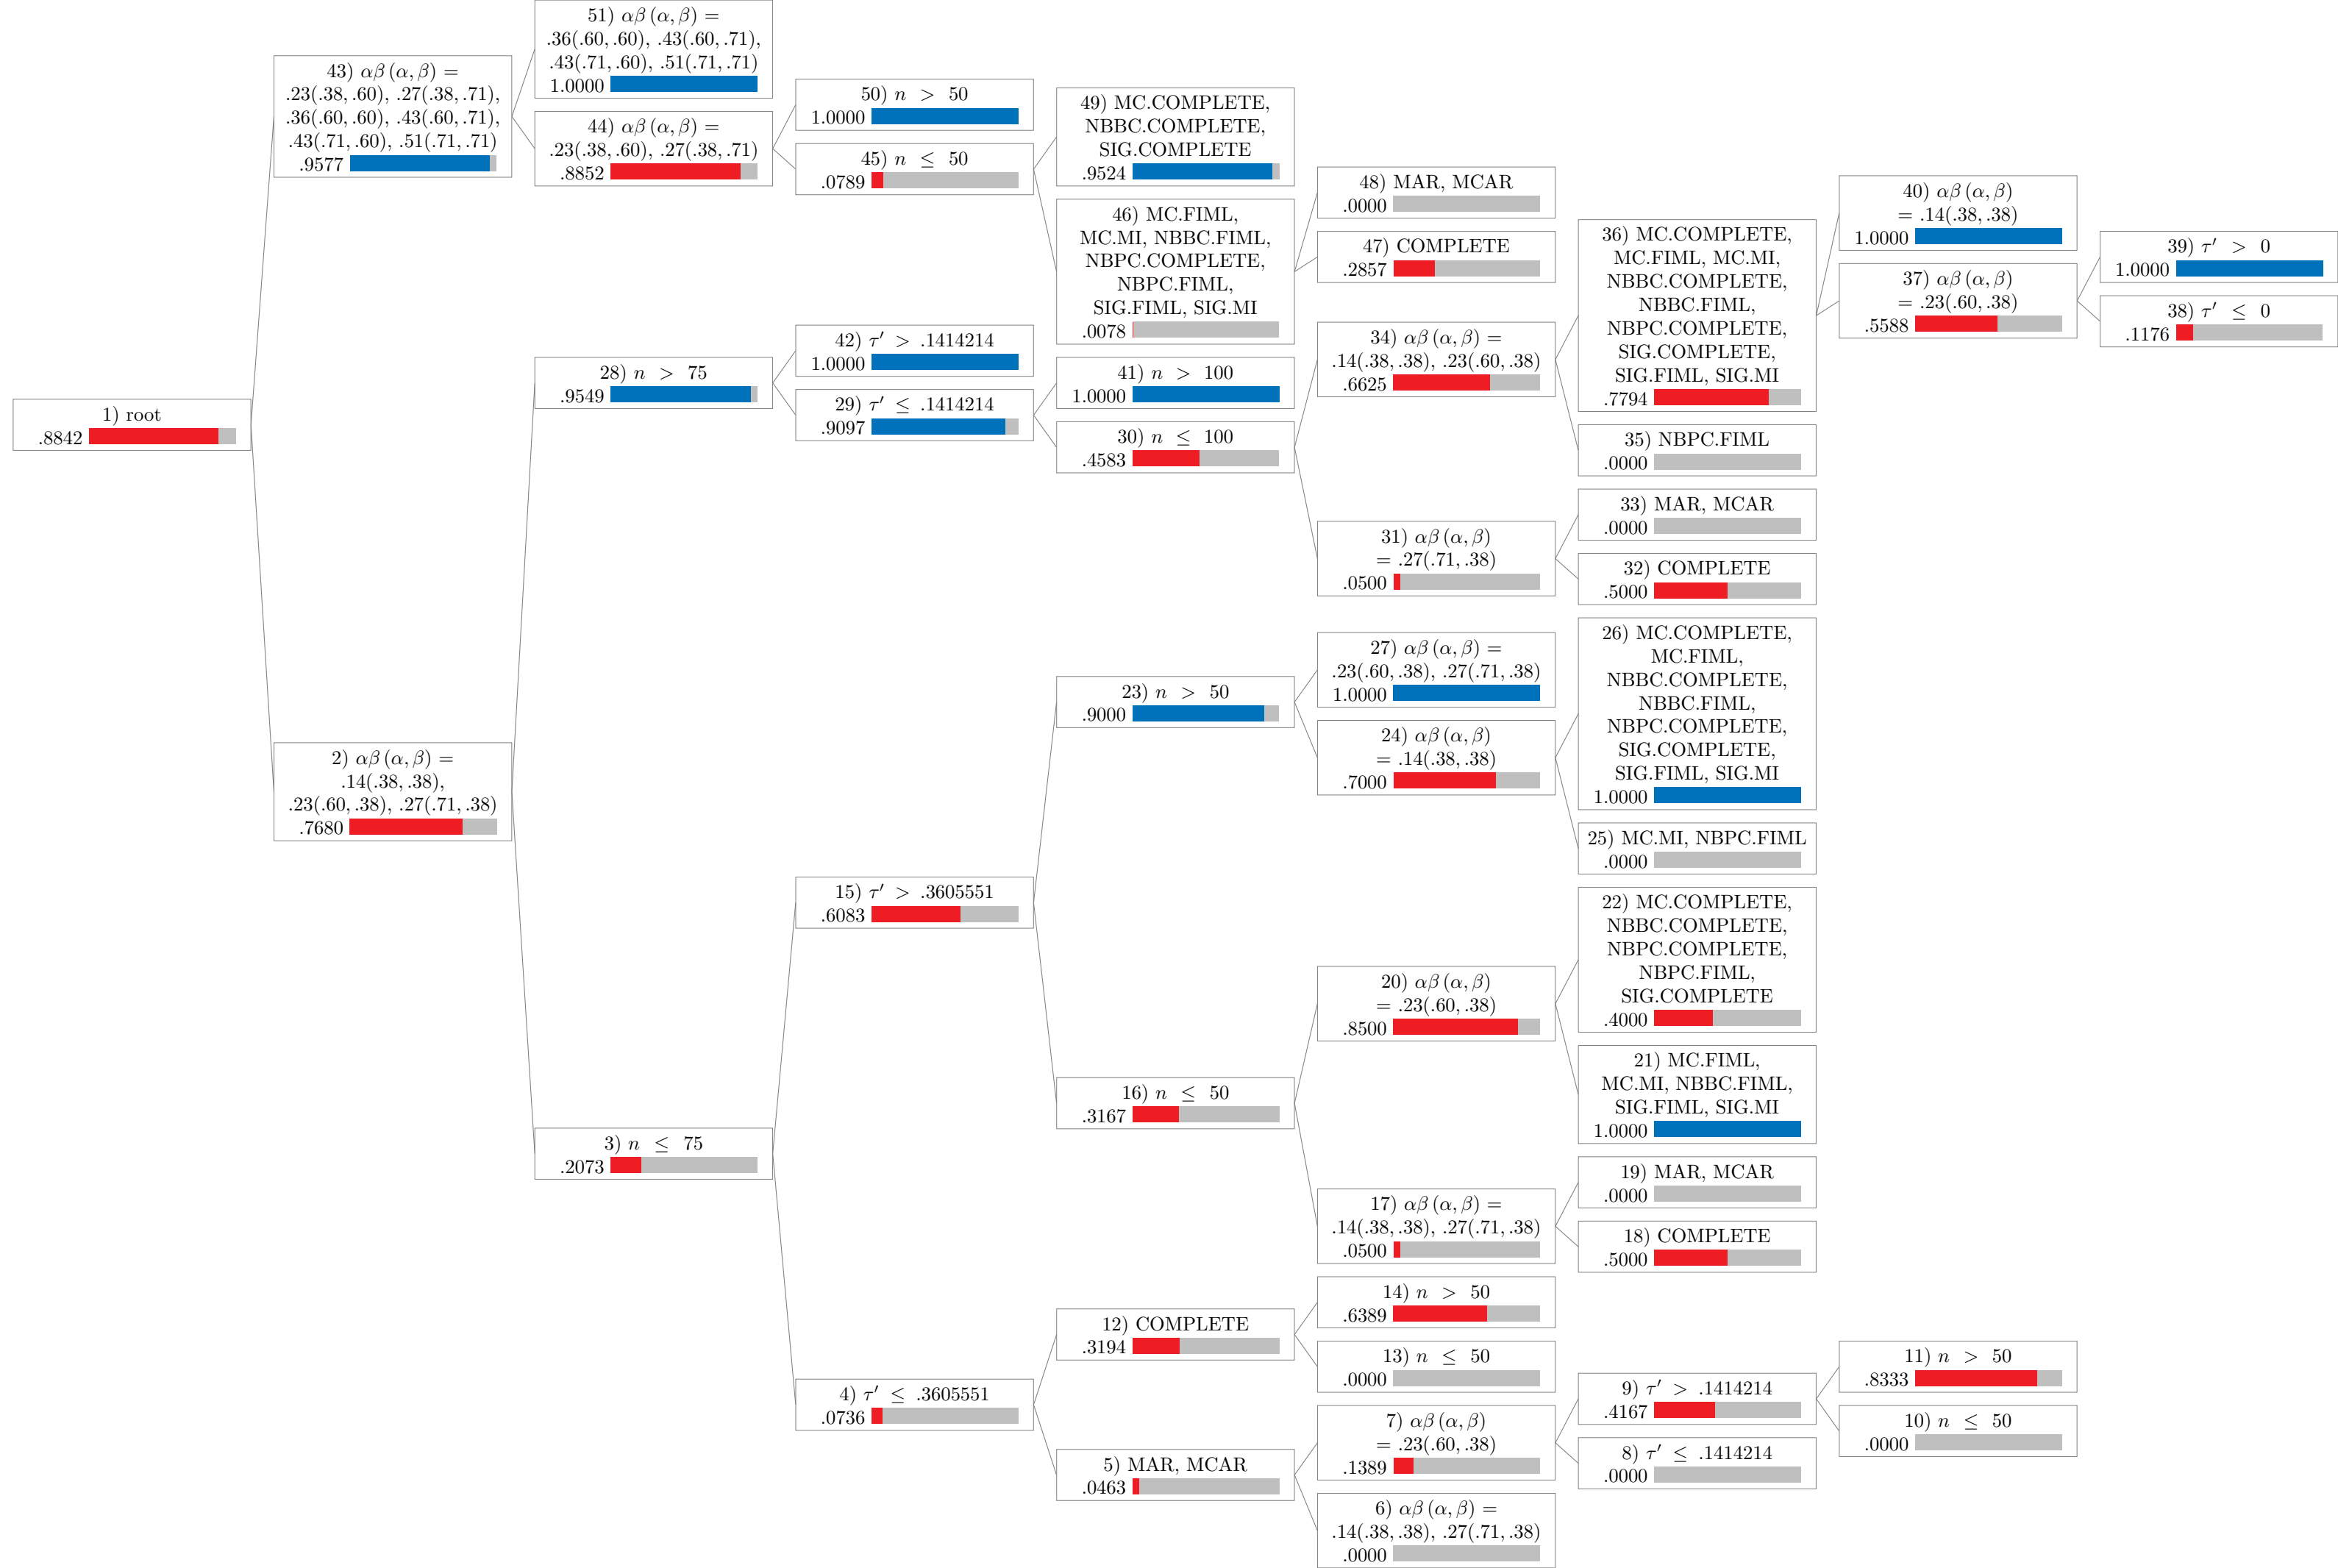 1) root
.8842
43) αβ (α, β) =
.23(.38, .60), .27(.38, .71),
.36(.60, .60), .43(.60, .71),
.43(.71, .60), .51(.71, .71)
.9577
2) αβ (α, β) =
.14(.38, .38),
.23(.60, .38), .27(.71, .38)
.7680
51) αβ (α, β) =
.36(.60, .60), .43(.60, .71),
.43(.71, .60), .51(.71, .71)
1.0000
44) αβ (α, β) =
.23(.38, .60), .27(.38, .71)
.8852
28) n > 75
.9549
3) n ≤ 75
.2073
50) n > 50
1.0000
45) n ≤ 50
.0789
42) τ′ > .1414214
1.0000
29) τ′ ≤ .1414214
.9097
15) τ′ > .3605551
.6083
4) τ′ ≤ .3605551
.0736
49) MC.COMPLETE,
NBBC.COMPLETE,
SIG.COMPLETE
.9524
46) MC.FIML,
MC.MI, NBBC.FIML,
NBPC.COMPLETE,
NBPC.FIML,
SIG.FIML, SIG.MI
.0078
41) n > 100
1.0000
30) n ≤ 100
.4583
23) n > 50
.9000
16) n ≤ 50
.3167
12) COMPLETE
.3194
5) MAR, MCAR
.0463
48) MAR, MCAR
.0000
47) COMPLETE
.2857
34) αβ (α, β) =
.14(.38, .38), .23(.60, .38)
.6625
31) αβ (α, β)
= .27(.71, .38)
.0500
27) αβ (α, β) =
.23(.60, .38), .27(.71, .38)
1.0000
24) αβ (α, β)
= .14(.38, .38)
.7000
20) αβ (α, β)
= .23(.60, .38)
.8500
17) αβ (α, β) =
.14(.38, .38), .27(.71, .38)
.0500
14) n > 50
.6389
13) n ≤ 50
.0000
7) αβ (α, β)
= .23(.60, .38)
.1389
6) αβ (α, β) =
.14(.38, .38), .27(.71, .38)
.0000
36) MC.COMPLETE,
MC.FIML, MC.MI,
NBBC.COMPLETE,
NBBC.FIML,
NBPC.COMPLETE,
SIG.COMPLETE,
SIG.FIML, SIG.MI
.7794
35) NBPC.FIML
.0000
33) MAR, MCAR
.0000
32) COMPLETE
.5000
26) MC.COMPLETE,
MC.FIML,
NBBC.COMPLETE,
NBBC.FIML,
NBPC.COMPLETE,
SIG.COMPLETE,
SIG.FIML, SIG.MI
1.0000
25) MC.MI, NBPC.FIML
.0000
22) MC.COMPLETE,
NBBC.COMPLETE,
NBPC.COMPLETE,
NBPC.FIML,
SIG.COMPLETE
.4000
21) MC.FIML,
MC.MI, NBBC.FIML,
SIG.FIML, SIG.MI
1.0000
19) MAR, MCAR
.0000
18) COMPLETE
.5000
9) τ′ > .1414214
.4167
8) τ′ ≤ .1414214
.0000
40) αβ (α, β)
= .14(.38, .38)
1.0000
37) αβ (α, β)
= .23(.60, .38)
.5588
11) n > 50
.8333
10) n ≤ 50
.0000
39) τ′ > 0
1.0000
38) τ′ ≤ 0
.1176